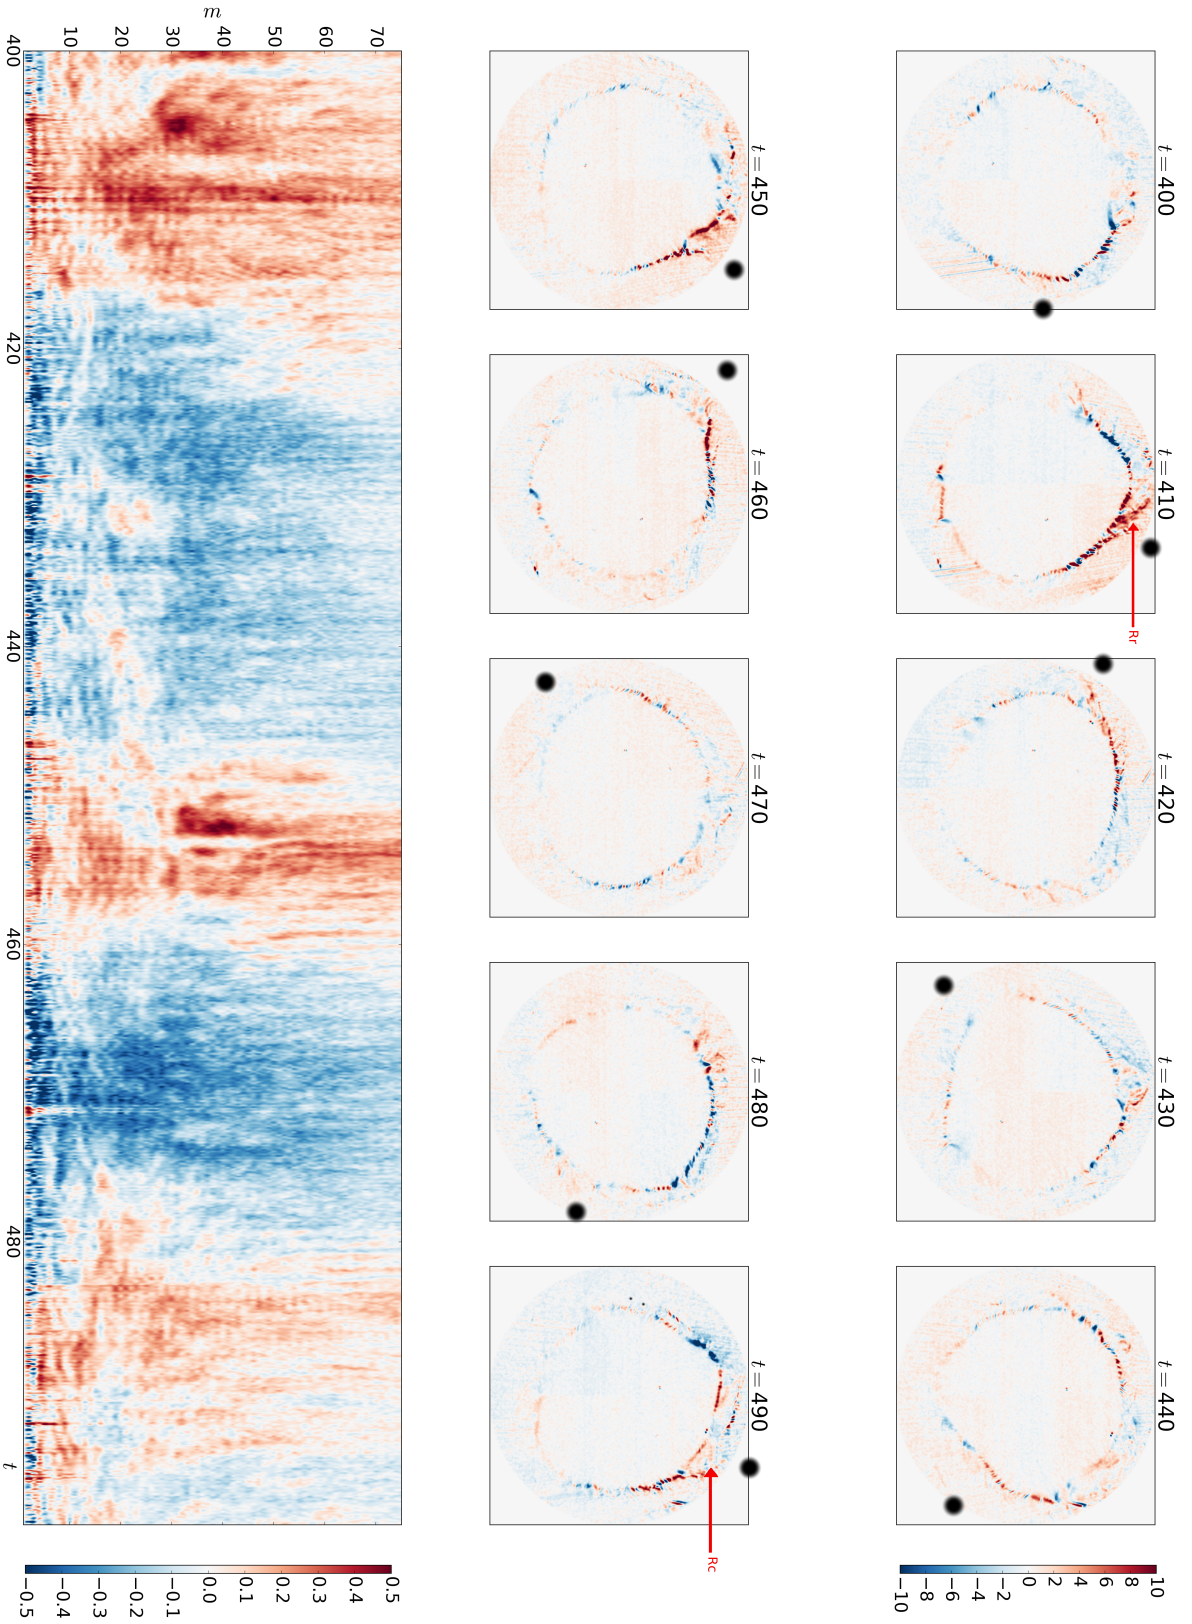 t = 400
t = 410
t = 420
t = 430
t = 440
Rr
10
8
6
4
2
0
−2
−4
−6
−8
−10
t = 450
t = 460
t = 470
t = 480
t = 490
Rc
m
70
60
50
40
30
20
10
400
420
440
460
480
t
0.5
0.4
0.3
0.2
0.1
0.0
−0.1
−0.2
−0.3
−0.4
−0.5